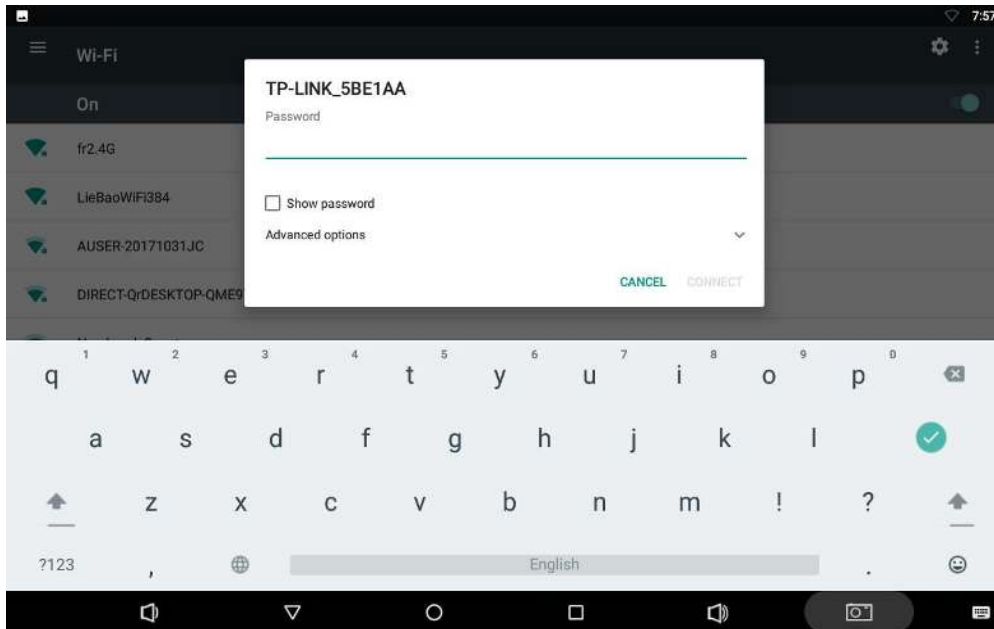 7:57
Wi-Fi
On
fr2.4G
LieBaoWiFi384
AUSER-20171031JC
DIRECT-QrDESKTOP-QME9
TP-LINK_5BE1AA
Password
Show password
Advanced options
CANCEL CONNECT
1 2 3 4 5 6 7 8 9 0
q w e r t y u i o p
a s d f g h j k l
z x c v b n m ! ?
?123 , English .